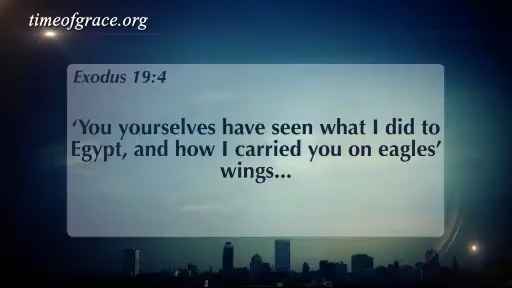 timeofgrace.org
Exodus 19:4
‘You yourselves have seen what I did to
Egypt, and how I carried you on eagles’
wings...